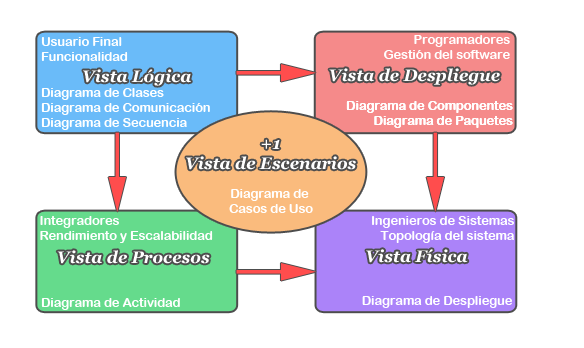 Usuario Final
Funcionalidad
Vista Lógica
Diagrama de Clases
Diagrama de Comunicación
Diagrama de Secuencia
Programadores
Gestión del software
Vista de Despliegue
Diagrama de Componentes
Diagrama de Paquetes
+1
Vista de Escenarios
Diagrama de
Casos de Uso
Integradores
Rendimiento y Escalabilidad
Vista de Procesos
Diagrama de Actividad
Ingenieros de Sistemas
Topología del sistema
Vista Física
Diagrama de Despliegue